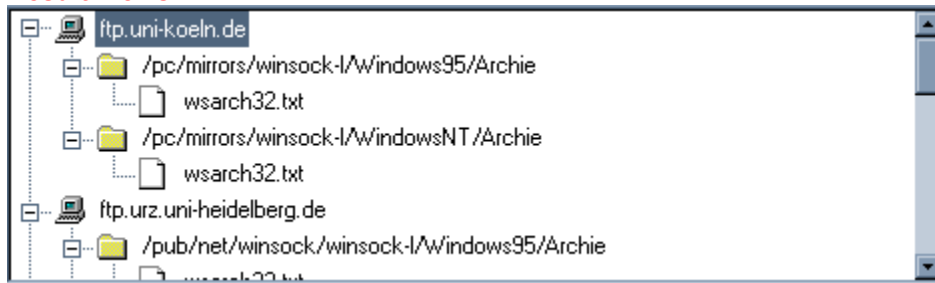 ftp.uni-koeln.de
/pc/mirrors/winsock-l/Windows95/Archie
wsarch32.txt
/pc/mirrors/winsock-l/WindowsNT/Archie
wsarch32.txt
ftp.urz.uni-heidelberg.de
/pub/net/winsock/winsock-l/Windows95/Archie